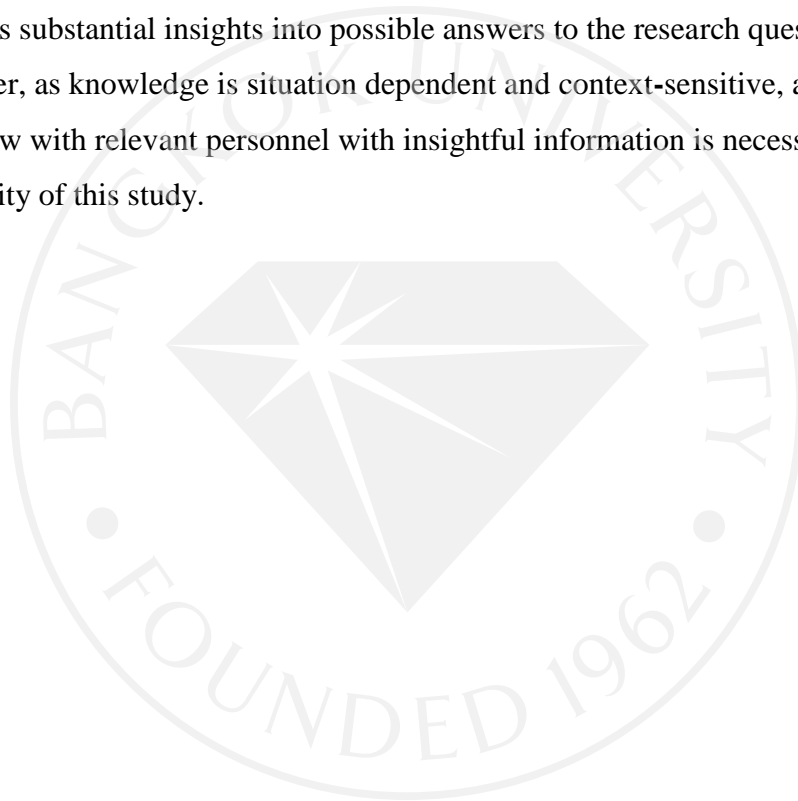 s substantial insights into possible answers to the research ques
er, as knowledge is situation dependent and context-sensitive, a
w with relevant personnel with insightful information is necess
ity of this study.
BANGKOK UNIVERSITY
• FOUNDED 1962 •